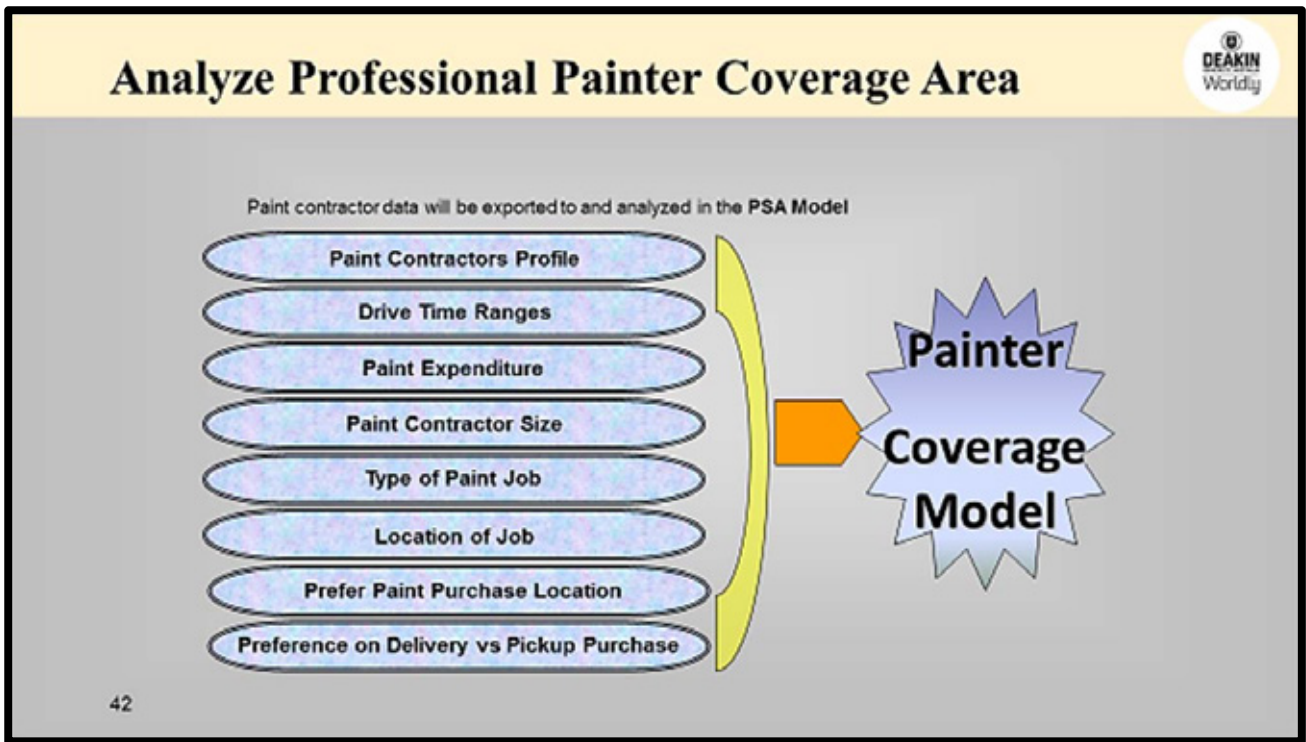 Analyze Professional Painter Coverage Area
DEAKIN
Worldly
Paint contractor data will be exported to and analyzed in the PSA Model
Paint Contractors Profile
Drive Time Ranges
Paint Expenditure
Paint Contractor Size
Type of Paint Job
Location of Job
Prefer Paint Purchase Location
Preference on Delivery vs Pickup Purchase
Painter
Coverage
Model
42